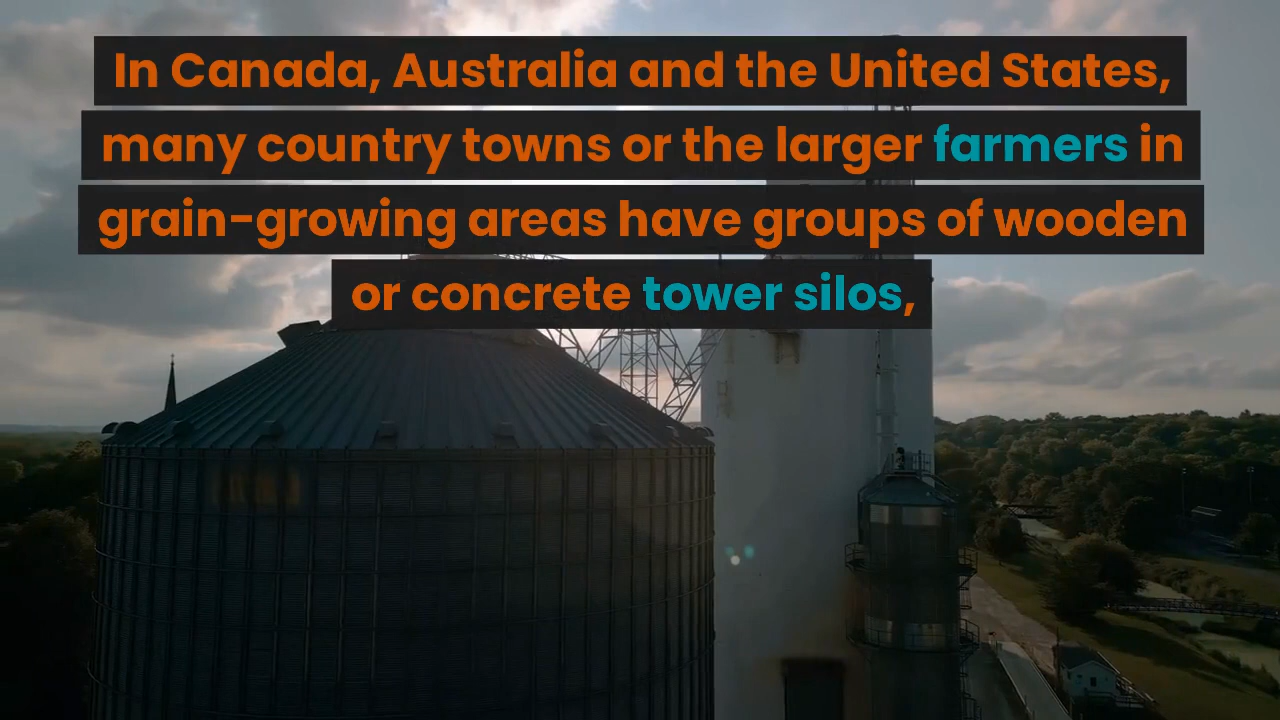 In Canada, Australia and the United States,
many country towns or the larger farmers in
grain-growing areas have groups of wooden
or concrete tower silos,